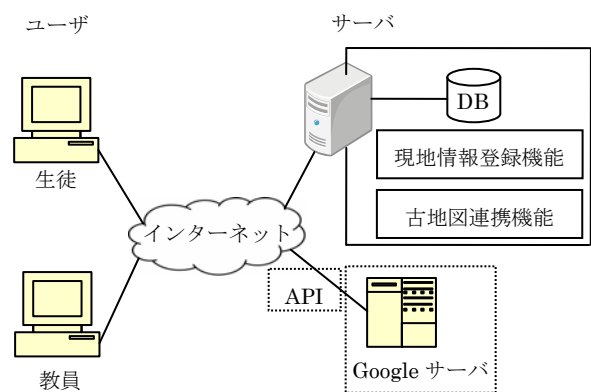 ユーザ
サーバ
DB
現地情報登録機能
生徒
古地図連携機能
インターネット
API
教員
Google サーバ